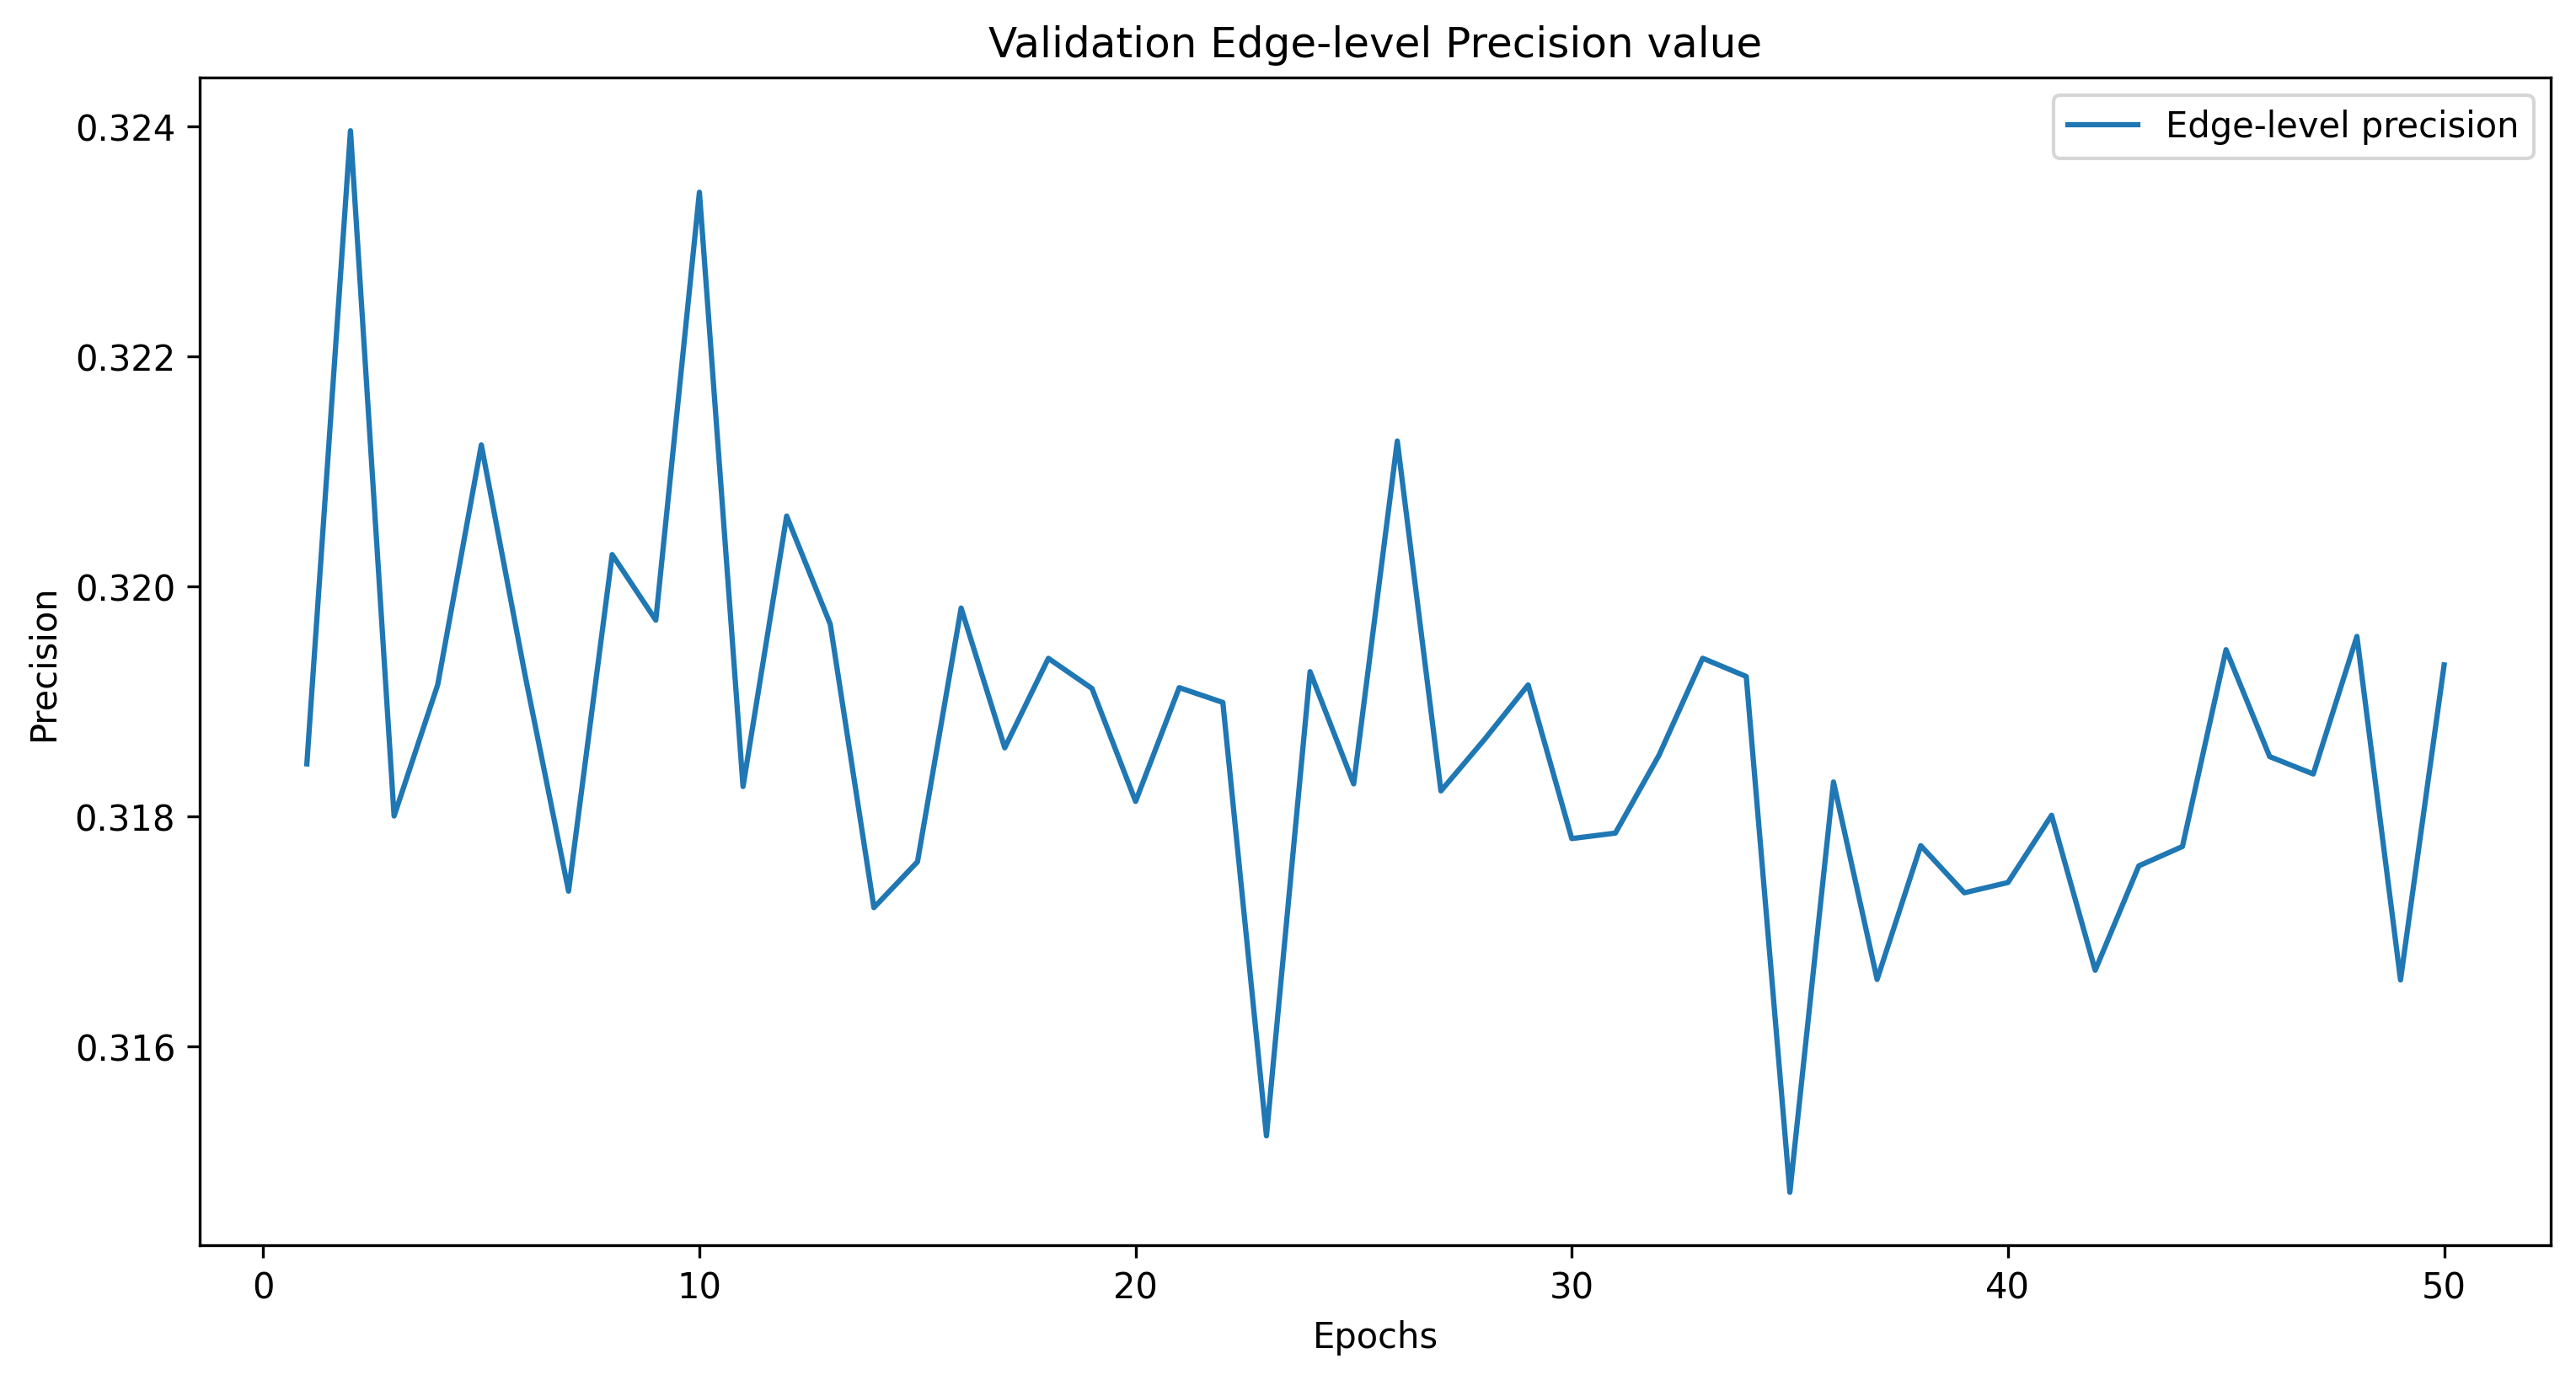 Validation Edge-level Precision value
Edge-level precision
0.324
0.322
0.320
0.318
0.316
Precision
0 10 20 30 40 50
Epochs